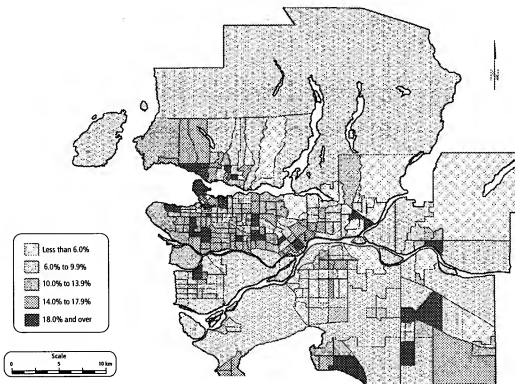 Less than 6.0%
6.0% to 9.9%
10.0% to 13.9%
14.0% to 17.9%
18.0% and over
Scale
0 5 10 km